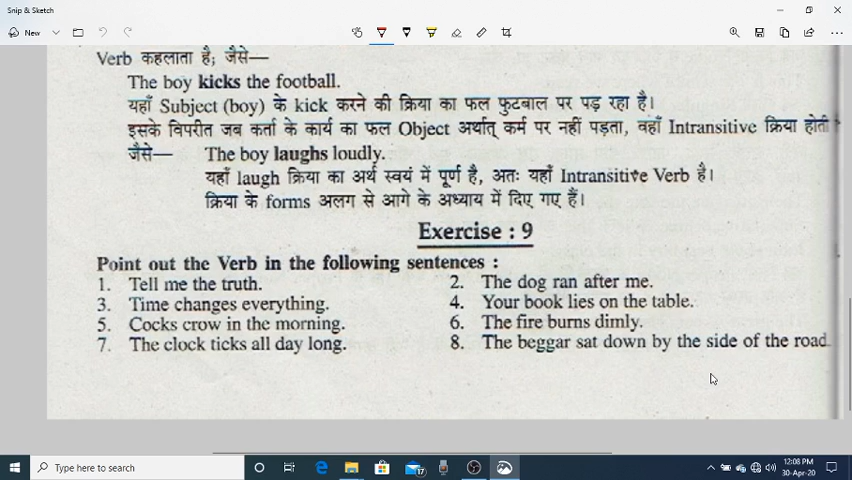 Snip & Sketch
New
Verb कहलाता है; जैसे—
The boy kicks the football.
यहाँ Subject (boy) के kick करने की क्रिया का फल फुटबाल पर पड़ रहा है।
इसके विपरीत जब कर्ता के कार्य का फल Object अर्थात् कर्म पर नहीं पड़ता, वहाँ Intransitive क्रिया होती
जैसे— The boy laughs loudly.
यहाँ laugh क्रिया का अर्थ स्वयं में पूर्ण है, अतः यहाँ Intransitive Verb है।
क्रिया के forms अलग से आगे के अध्याय में दिए गए हैं।
Exercise : 9
Point out the Verb in the following sentences :
1. Tell me the truth. 2. The dog ran after me.
3. Time changes everything. 4. Your book lies on the table.
5. Cocks crow in the morning. 6. The fire burns dimly.
7. The clock ticks all day long. 8. The beggar sat down by the side of the road.
Type here to search
17
12:08 PM
30-Apr-20